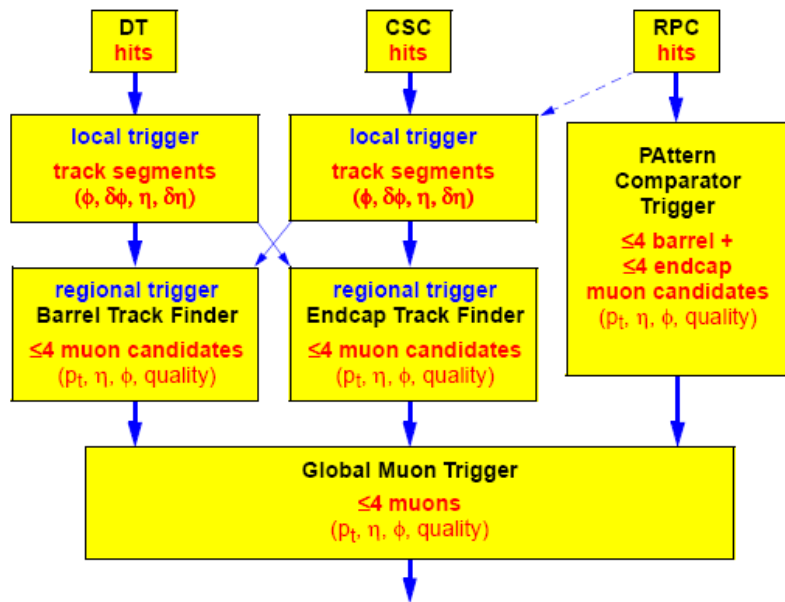 DT
hits
CSC
hits
RPC
hits
local trigger
track segments
(ϕ, δϕ, η, δη)
local trigger
track segments
(ϕ, δϕ, η, δη)
PAttern
Comparator
Trigger
≤4 barrel +
≤4 endcap
muon candidates
(pt, η, ϕ, quality)
regional trigger
Barrel Track Finder
≤4 muon candidates
(pt, η, ϕ, quality)
regional trigger
Endcap Track Finder
≤4 muon candidates
(pt, η, ϕ, quality)
Global Muon Trigger
≤4 muons
(pt, η, ϕ, quality)